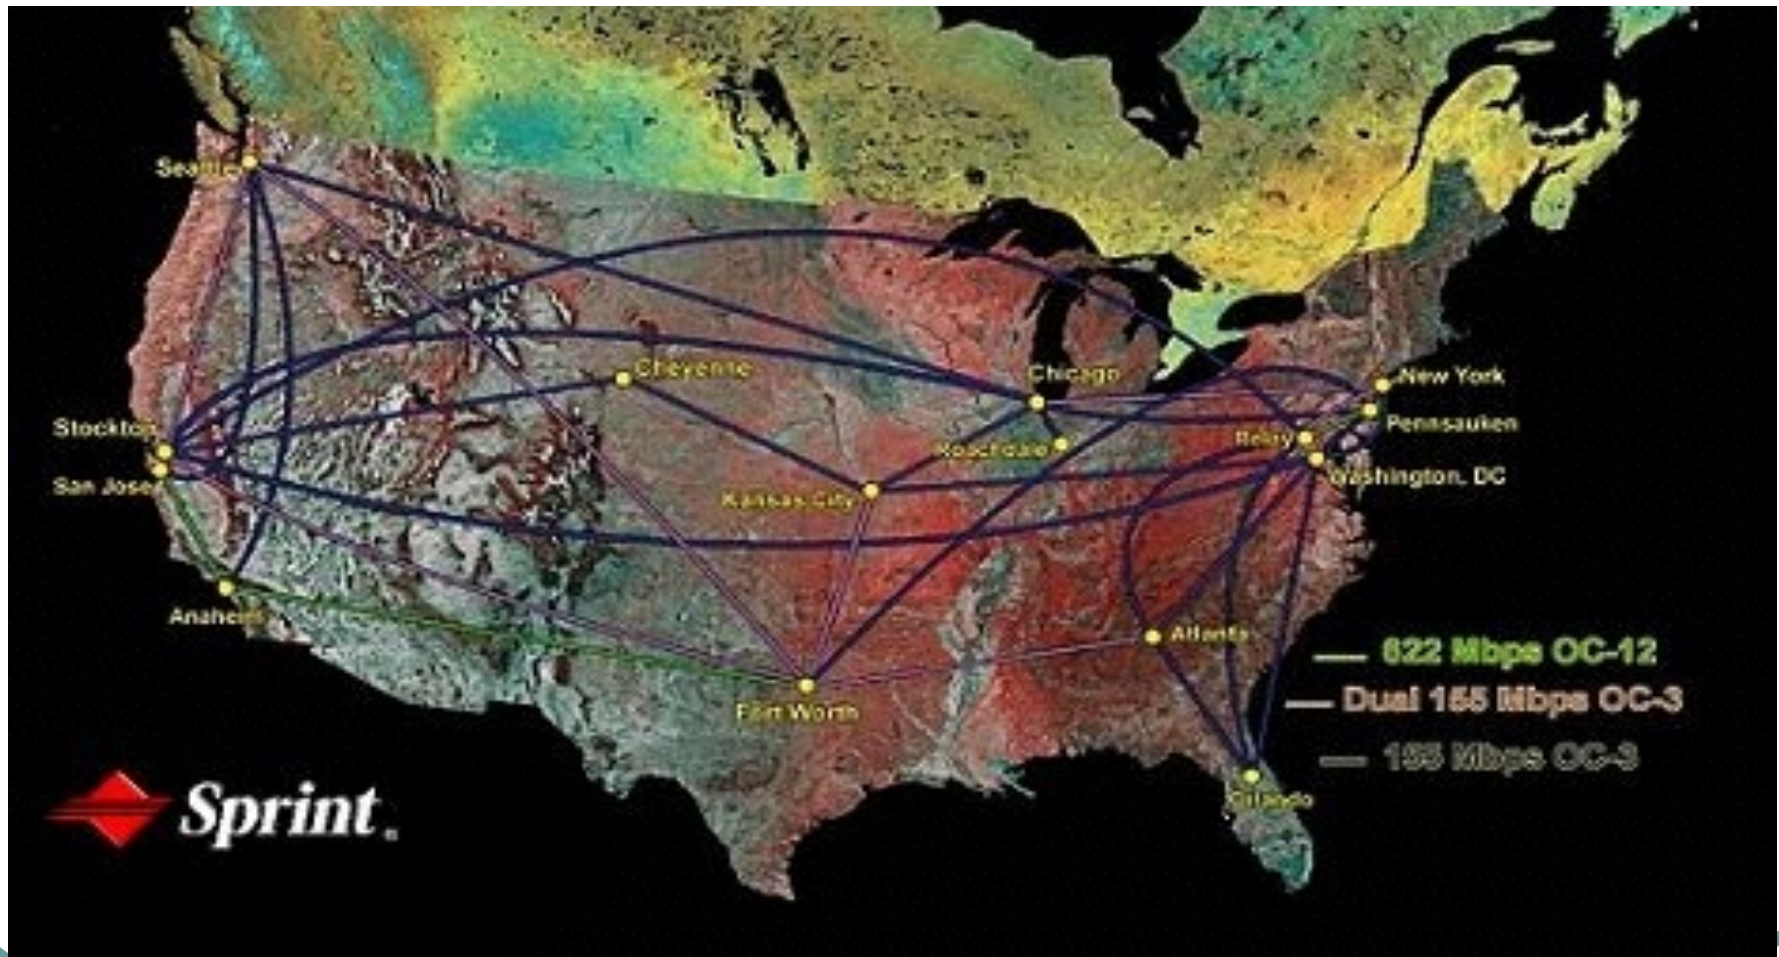 Seattle
Cheyenne
Chicago
New York
Stockton
Pennsauken
Relay
Roachdale
San Jose
Washington, DC
Kansas City
Anaheim
Atlanta
622 Mbps OC-12
Fort Worth
Dual 155 Mbps OC-3
155 Mbps OC-3
Sprint®
Orlando